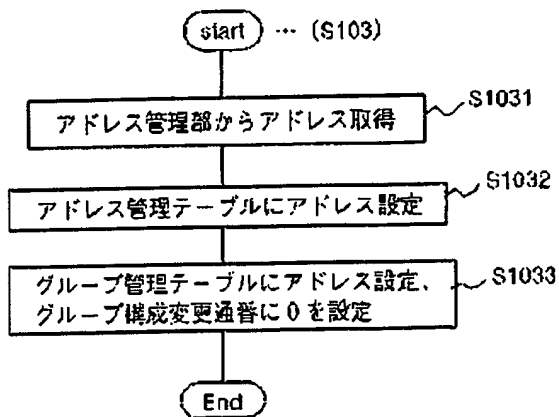 start … (S103)
S1031
アドレス管理部からアドレス取得
S1032
アドレス管理テーブルにアドレス設定
S1033
グループ管理テーブルにアドレス設定、
グループ構成変更通番に0を設定
End